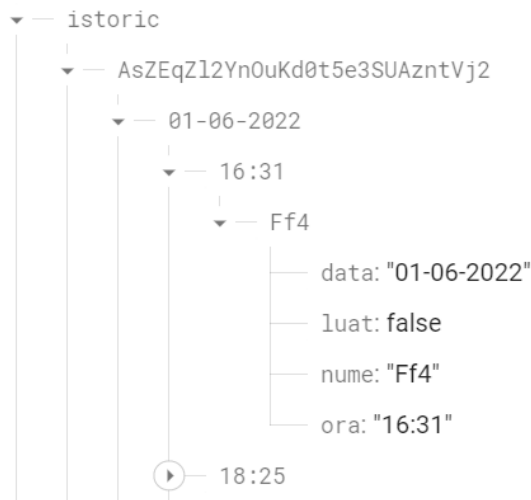 istoric
AsZEqZl2YnOuKd0t5e3SUAzntVj2
01-06-2022
16:31
Ff4
data: "01-06-2022"
luat: false
nume: "Ff4"
ora: "16:31"
18:25